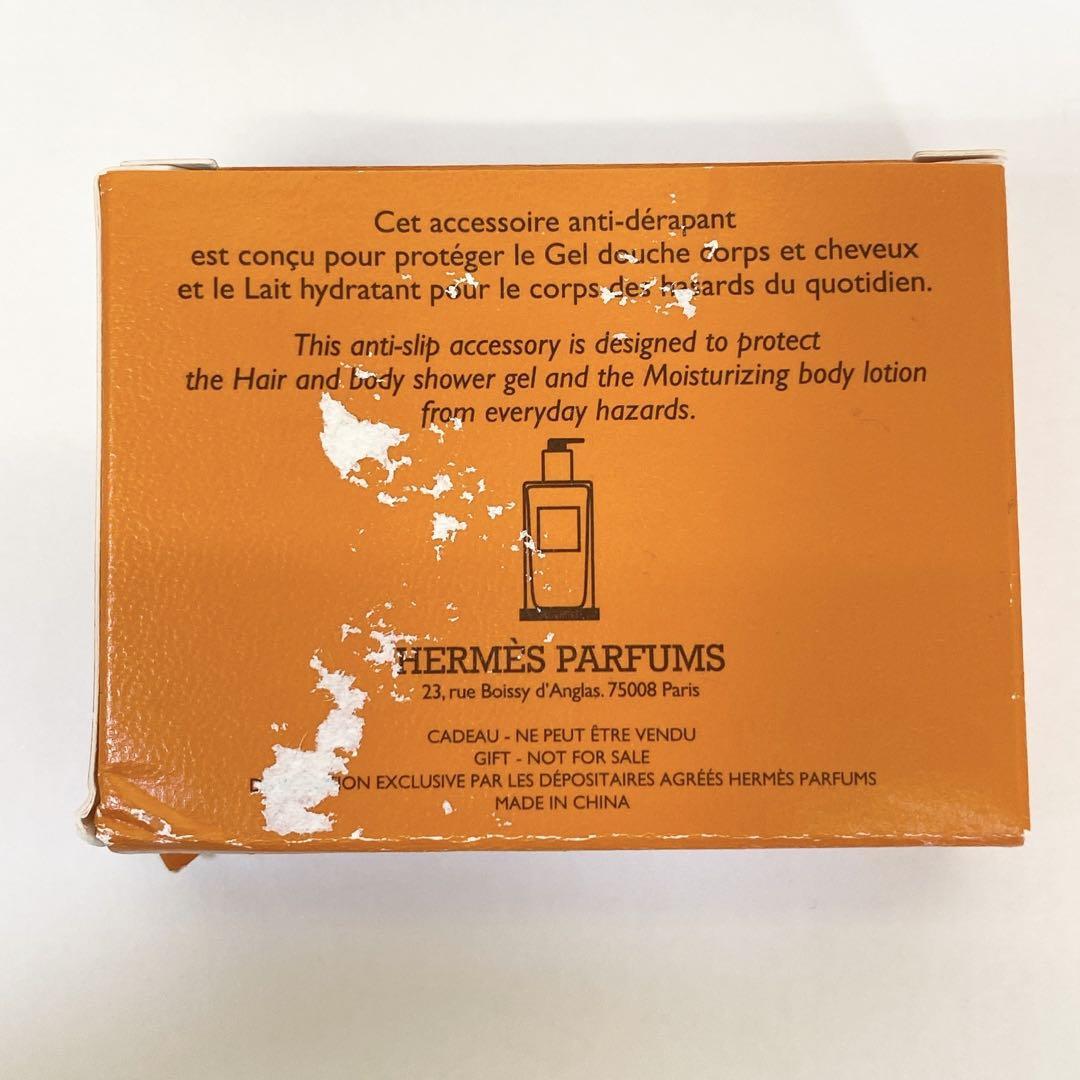 Cet accessoire anti-dérapant
est conçu pour protéger le Gel douche corps et cheveux
et le Lait hydratant pour le corps des hasards du quotidien.
This anti-slip accessory is designed to protect
the Hair and body shower gel and the Moisturizing body lotion
from everyday hazards.
HERMÈS PARFUMS
23, rue Boissy d'Anglas. 75008 Paris
CADEAU - NE PEUT ÊTRE VENDU
GIFT - NOT FOR SALE
EXCLUSIVE PAR LES DÉPOSITAIRES AGRÉÉS HERMÈS PARFUMS
MADE IN CHINA